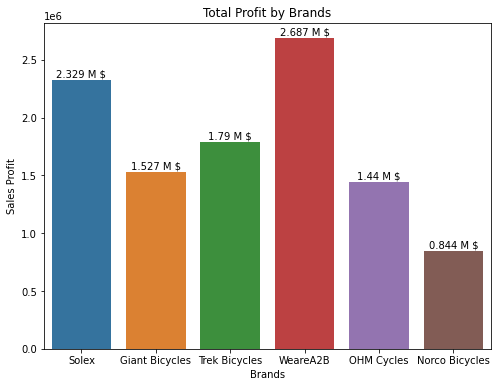 Total Profit by Brands
1e6
Sales Profit
2.5
2.0
1.5
1.0
0.5
0.0
2.329 M $
1.527 M $
1.79 M $
2.687 M $
1.44 M $
0.844 M $
Solex
Giant Bicycles
Trek Bicycles
WeareA2B
OHM Cycles
Norco Bicycles
Brands